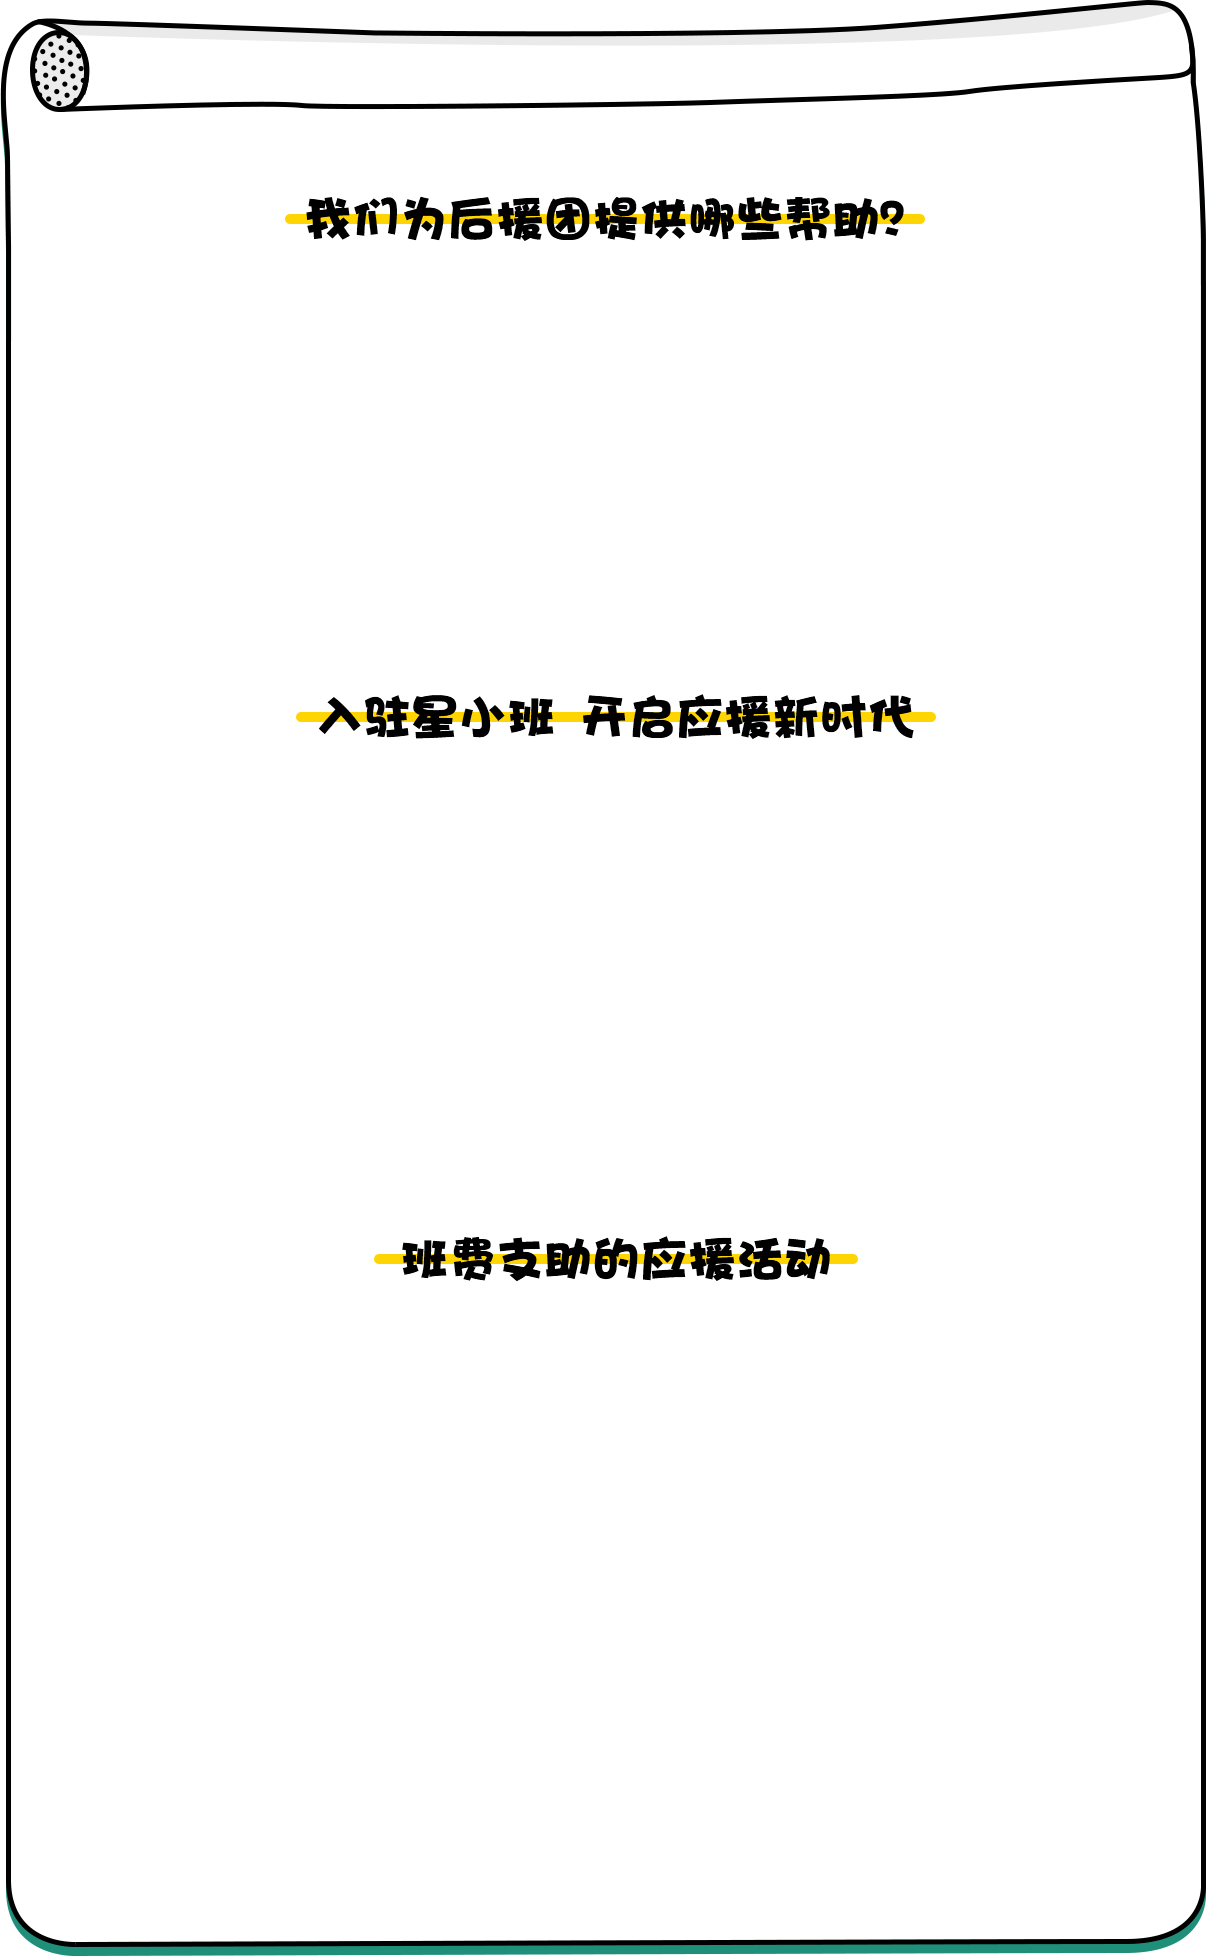 我们为后援团提供哪些帮助?
入驻星小班 开启应援新时代
班费支助的应援活动